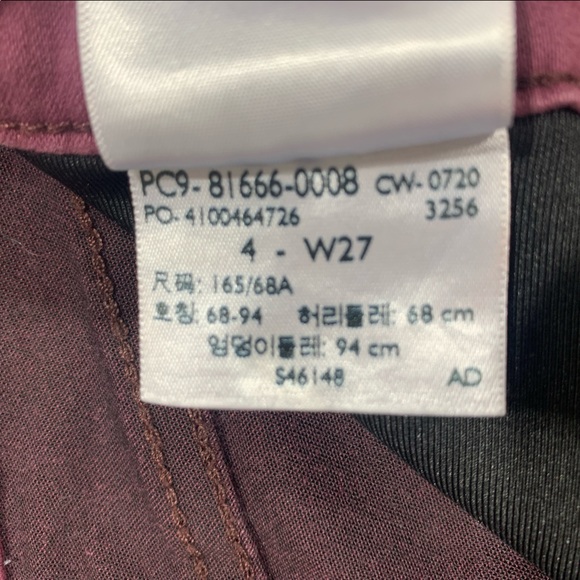 PC9-81666-0008 CW-0720
PO-4100464726 3256
4 - W27
尺码: 165/68A
호칭: 68-94 허리둘레: 68 cm
엉덩이둘레: 94 cm
S46148 AD